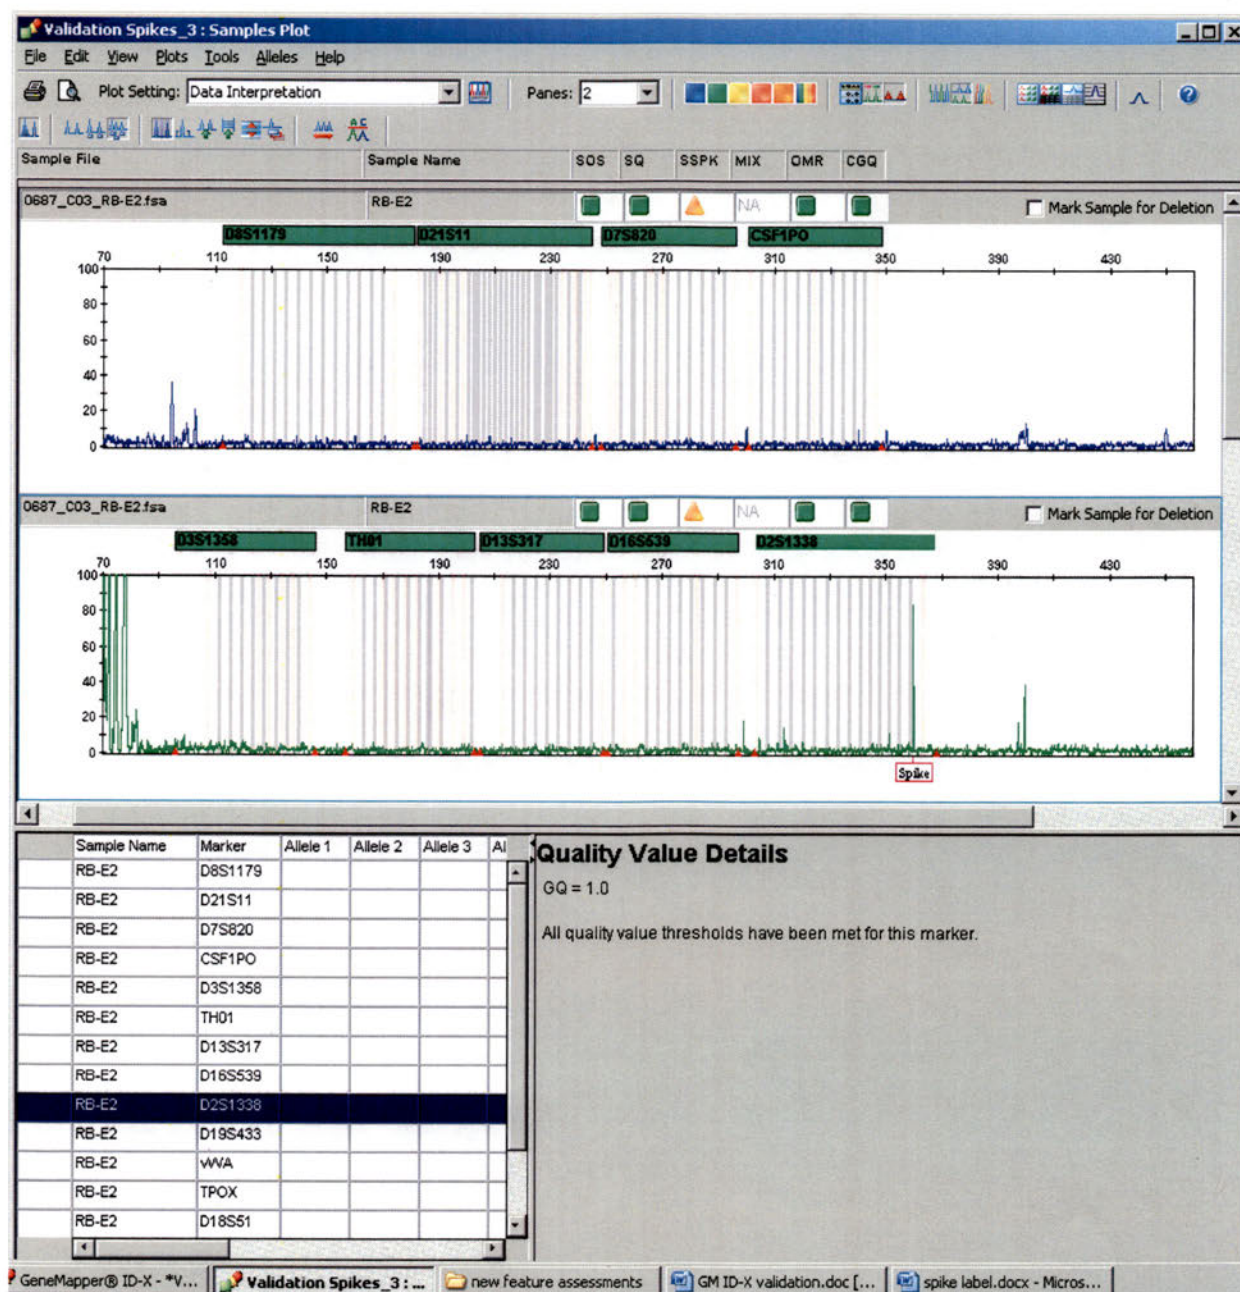 Validation Spikes_3 : Samples Plot
File Edit View Plots Tools Alleles Help
Plot Setting: Data Interpretation Panes: 2
Sample File Sample Name SOS SQ SSPK MIX OMR CGQ
0687_C03_RB-E2.fsa RB-E2 NA Mark Sample for Deletion
D8S1179 D21S11 D7S820 CSF1PO
70 110 150 190 230 270 310 350 390 430
100
80
60
40
20
0
0687_C03_RB-E2.fsa RB-E2 NA Mark Sample for Deletion
D3S1358 TH01 D13S317 D16S539 D2S1338
70 110 150 190 230 270 310 350 390 430
100
80
60
40
20
0
Spike
Sample Name Marker Allele 1 Allele 2 Allele 3 Al
RB-E2 D8S1179
RB-E2 D21S11
RB-E2 D7S820
RB-E2 CSF1PO
RB-E2 D3S1358
RB-E2 TH01
RB-E2 D13S317
RB-E2 D16S539
RB-E2 D2S1338
RB-E2 D19S433
RB-E2 vWA
RB-E2 TPOX
RB-E2 D18S51
Quality Value Details
GQ = 1.0
All quality value thresholds have been met for this marker.
GeneMapper® ID-X - *V... Validation Spikes_3 : ... new feature assessments GM ID-X validation.doc [... spike label.docx - Micros...